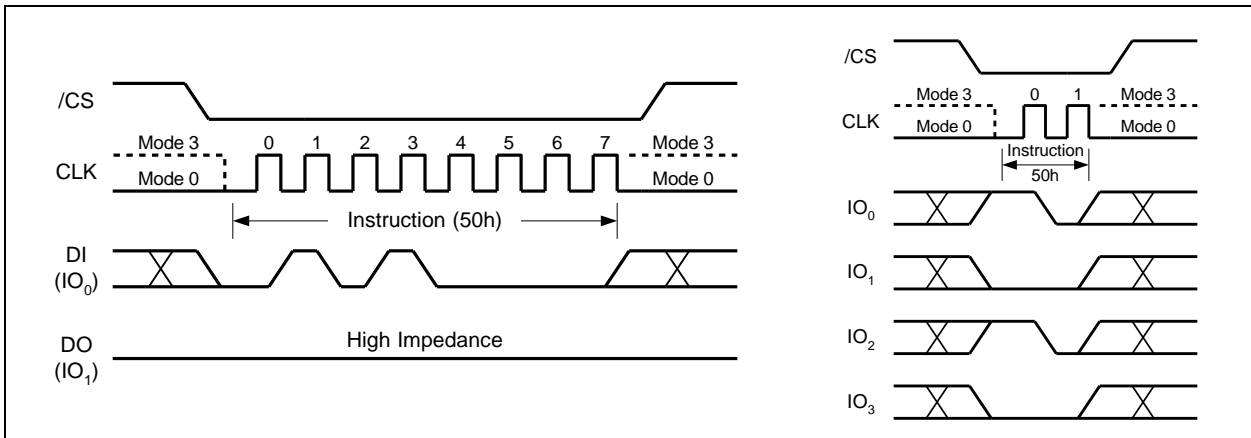 /CS
Mode 3 0 1 2 3 4 5 6 7 Mode 3
CLK
Mode 0 Mode 0
Instruction (50h)
DI
(IO0)
High Impedance
DO
(IO1)
/CS
Mode 3 0 1 Mode 3
CLK
Mode 0 Mode 0
Instruction
50h
IO0
IO1
IO2
IO3